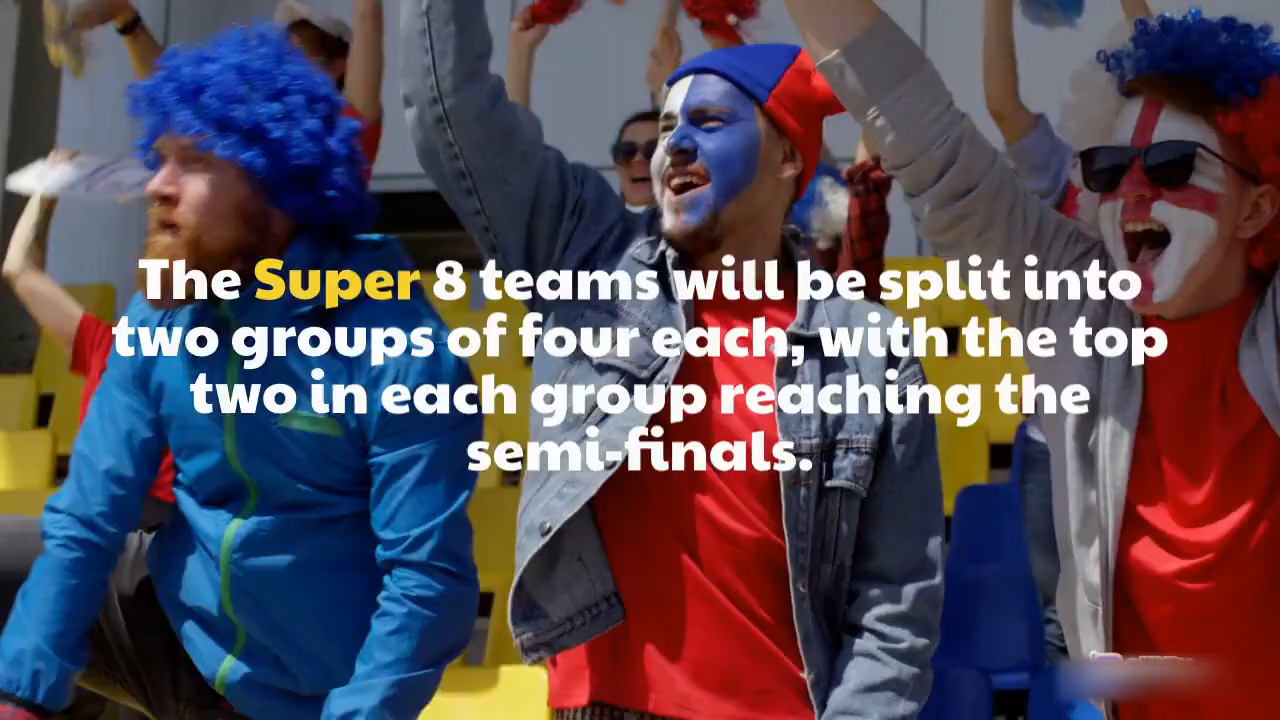 The Super 8 teams will be split into
two groups of four each, with the top
two in each group reaching the
semi-finals.